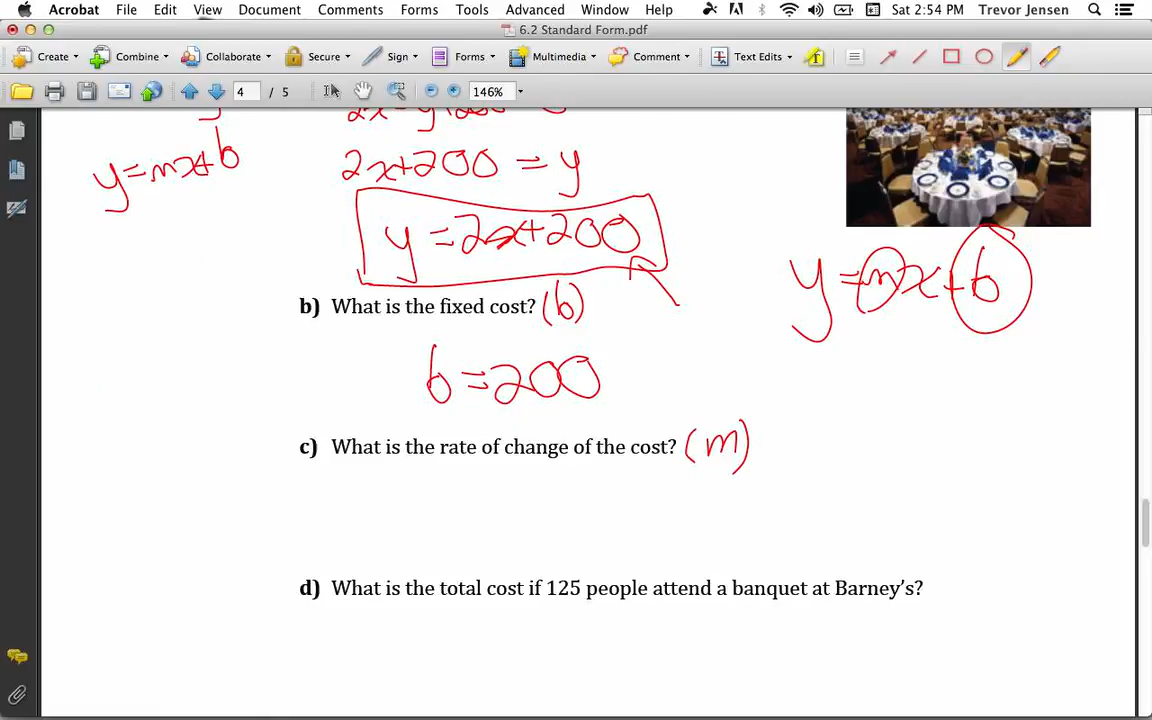 Acrobat File Edit View Document Comments Forms Tools Advanced Window Help Sat 2:54 PM Trevor Jensen
6.2 Standard Form.pdf
Create Combine Collaborate Secure Sign Forms Multimedia Comment Text Edits
4 / 5 146%
y=mx+b
2x+200 = y
y=2x+200
y=mx+b
b) What is the fixed cost? (b)
b=200
c) What is the rate of change of the cost? (m)
d) What is the total cost if 125 people attend a banquet at Barney's?